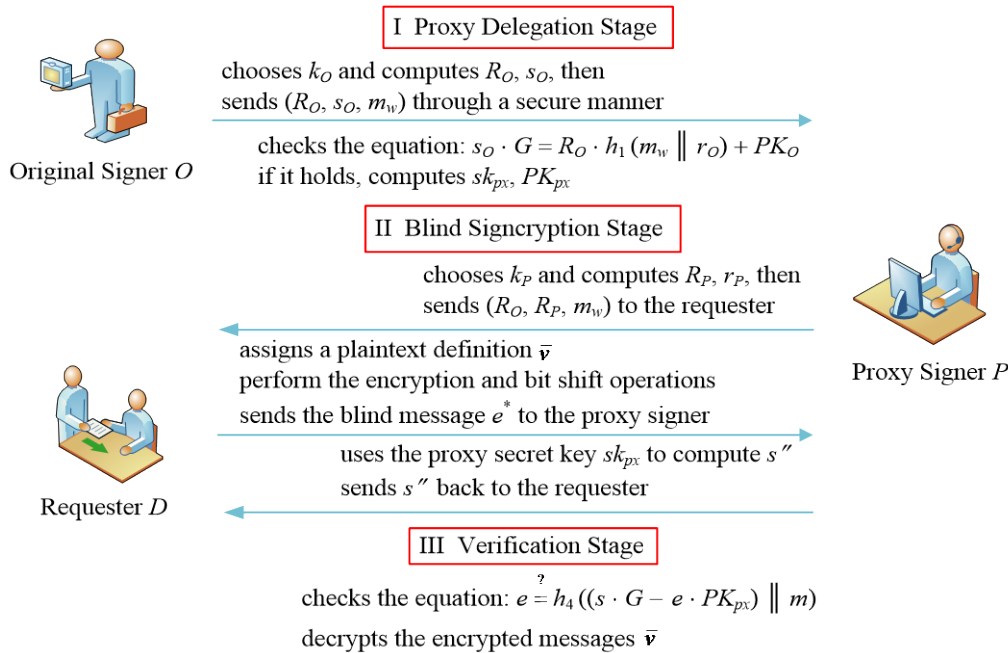 I Proxy Delegation Stage
chooses k_O and computes R_O, s_O, then
sends (R_O, s_O, m_w) through a secure manner
Original Signer O
checks the equation: s_O · G = R_O · h_1 (m_w ‖ r_O) + PK_O
if it holds, computes sk_px, PK_px
II Blind Signcryption Stage
chooses k_P and computes R_P, r_P, then
sends (R_O, R_P, m_w) to the requester
Proxy Signer P
assigns a plaintext definition v̄
perform the encryption and bit shift operations
sends the blind message e* to the proxy signer
Requester D
uses the proxy secret key sk_px to compute s″
sends s″ back to the requester
III Verification Stage
checks the equation: e ≟ h_4 ((s · G − e · PK_px) ‖ m)
decrypts the encrypted messages v̄